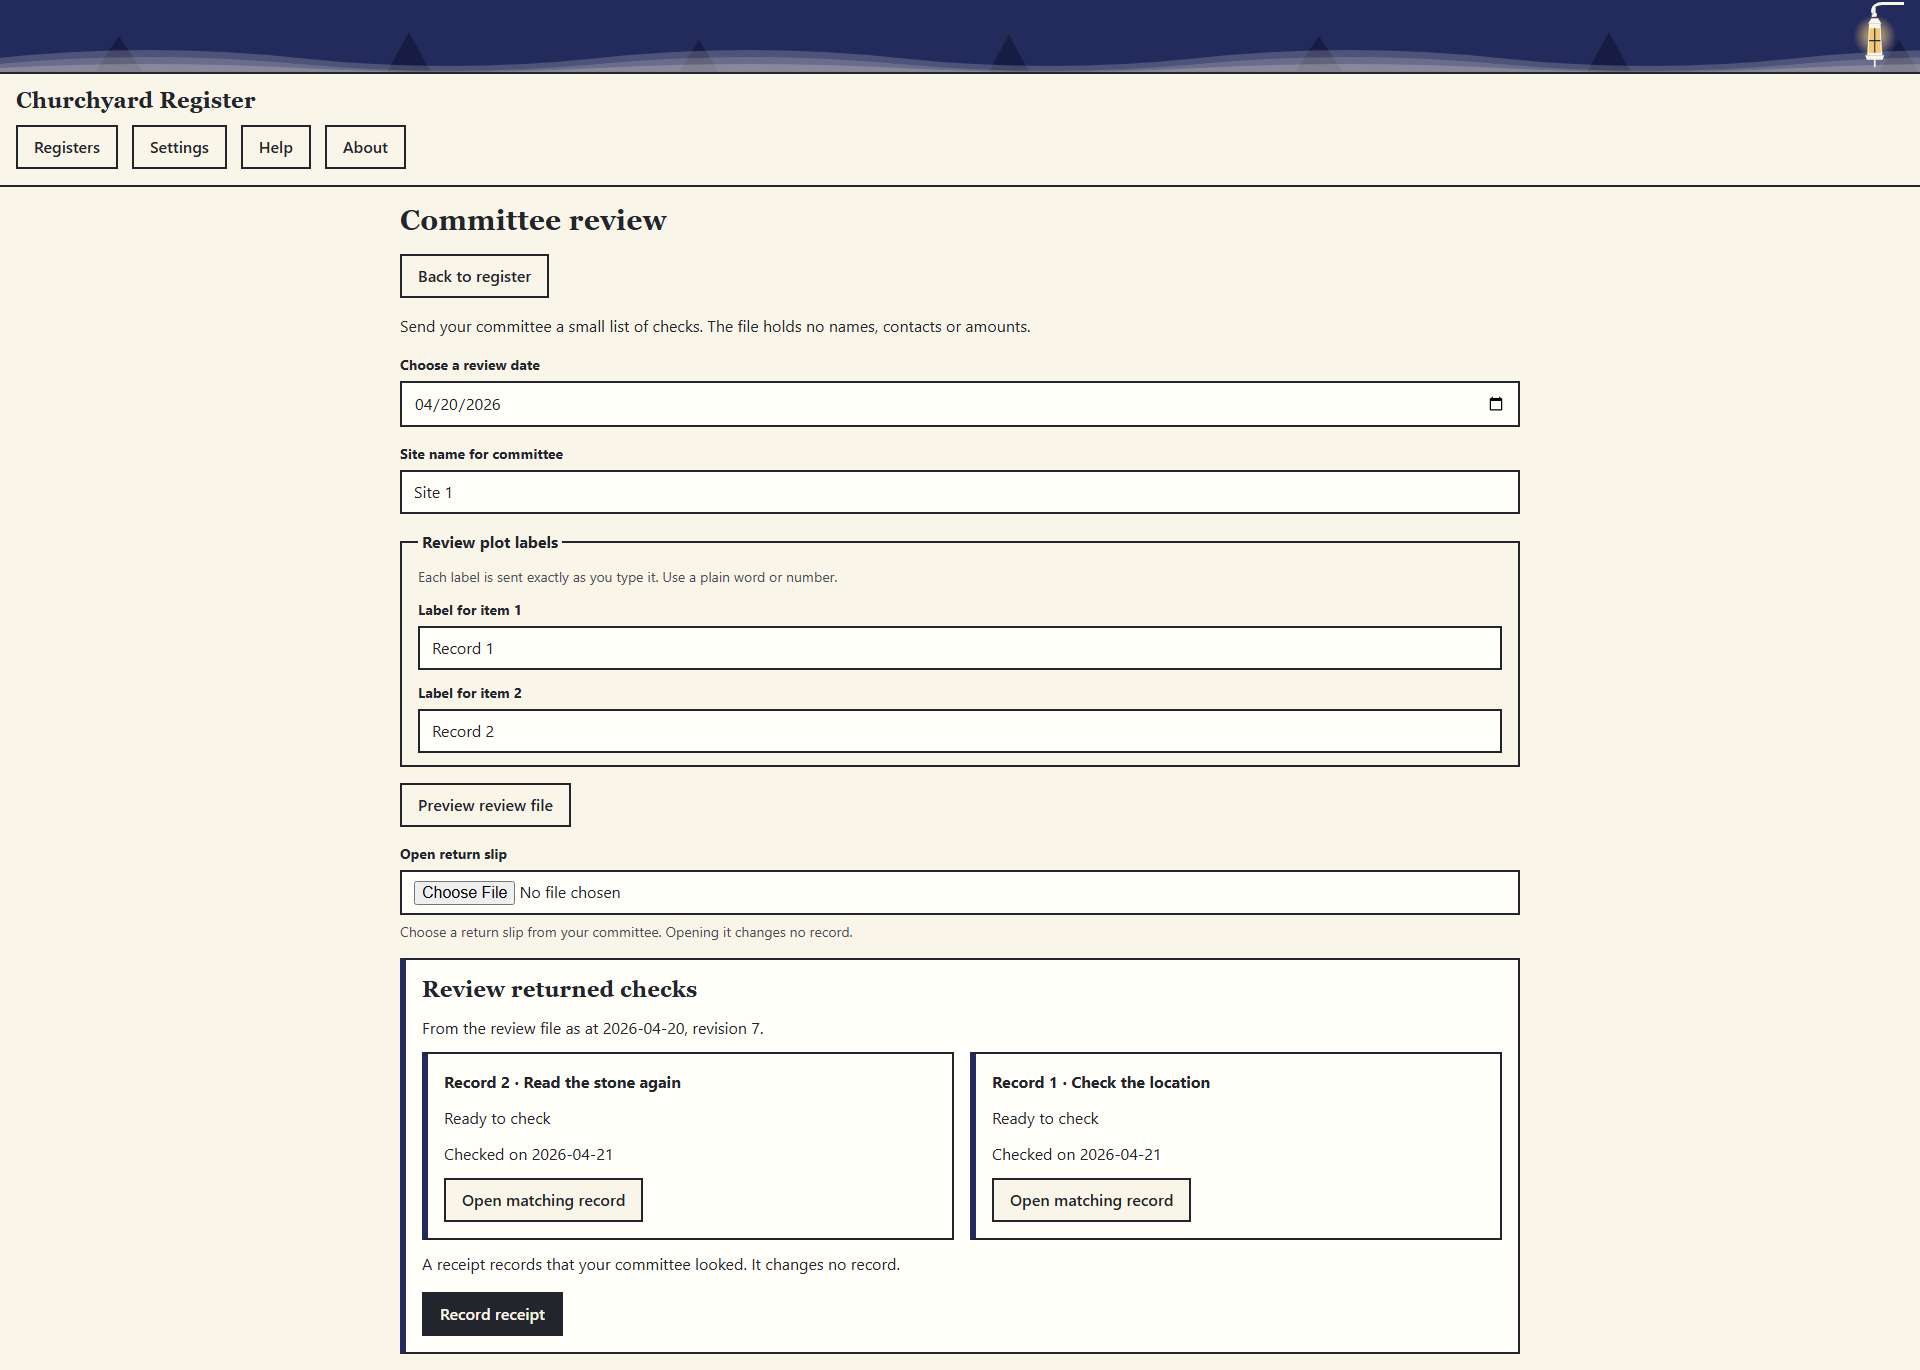 Churchyard Register
Registers
Settings
Help
About
Committee review
Back to register
Send your committee a small list of checks. The file holds no names, contacts or amounts.
Choose a review date
04/20/2026
Site name for committee
Site 1
Review plot labels
Each label is sent exactly as you type it. Use a plain word or number.
Label for item 1
Record 1
Label for item 2
Record 2
Preview review file
Open return slip
Choose File No file chosen
Choose a return slip from your committee. Opening it changes no record.
Review returned checks
From the review file as at 2026-04-20, revision 7.
Record 2 · Read the stone again
Ready to check
Checked on 2026-04-21
Open matching record
Record 1 · Check the location
Ready to check
Checked on 2026-04-21
Open matching record
A receipt records that your committee looked. It changes no record.
Record receipt